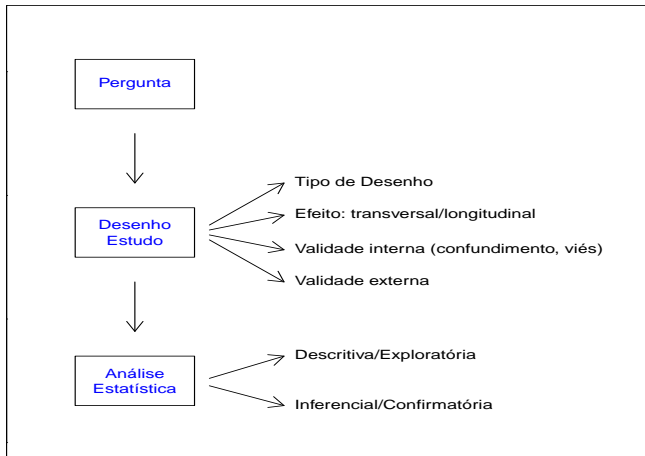 Pergunta
Desenho
Estudo
Tipo de Desenho
Efeito: transversal/longitudinal
Validade interna (confundimento, viés)
Validade externa
Análise
Estatística
Descritiva/Exploratória
Inferencial/Confirmatória